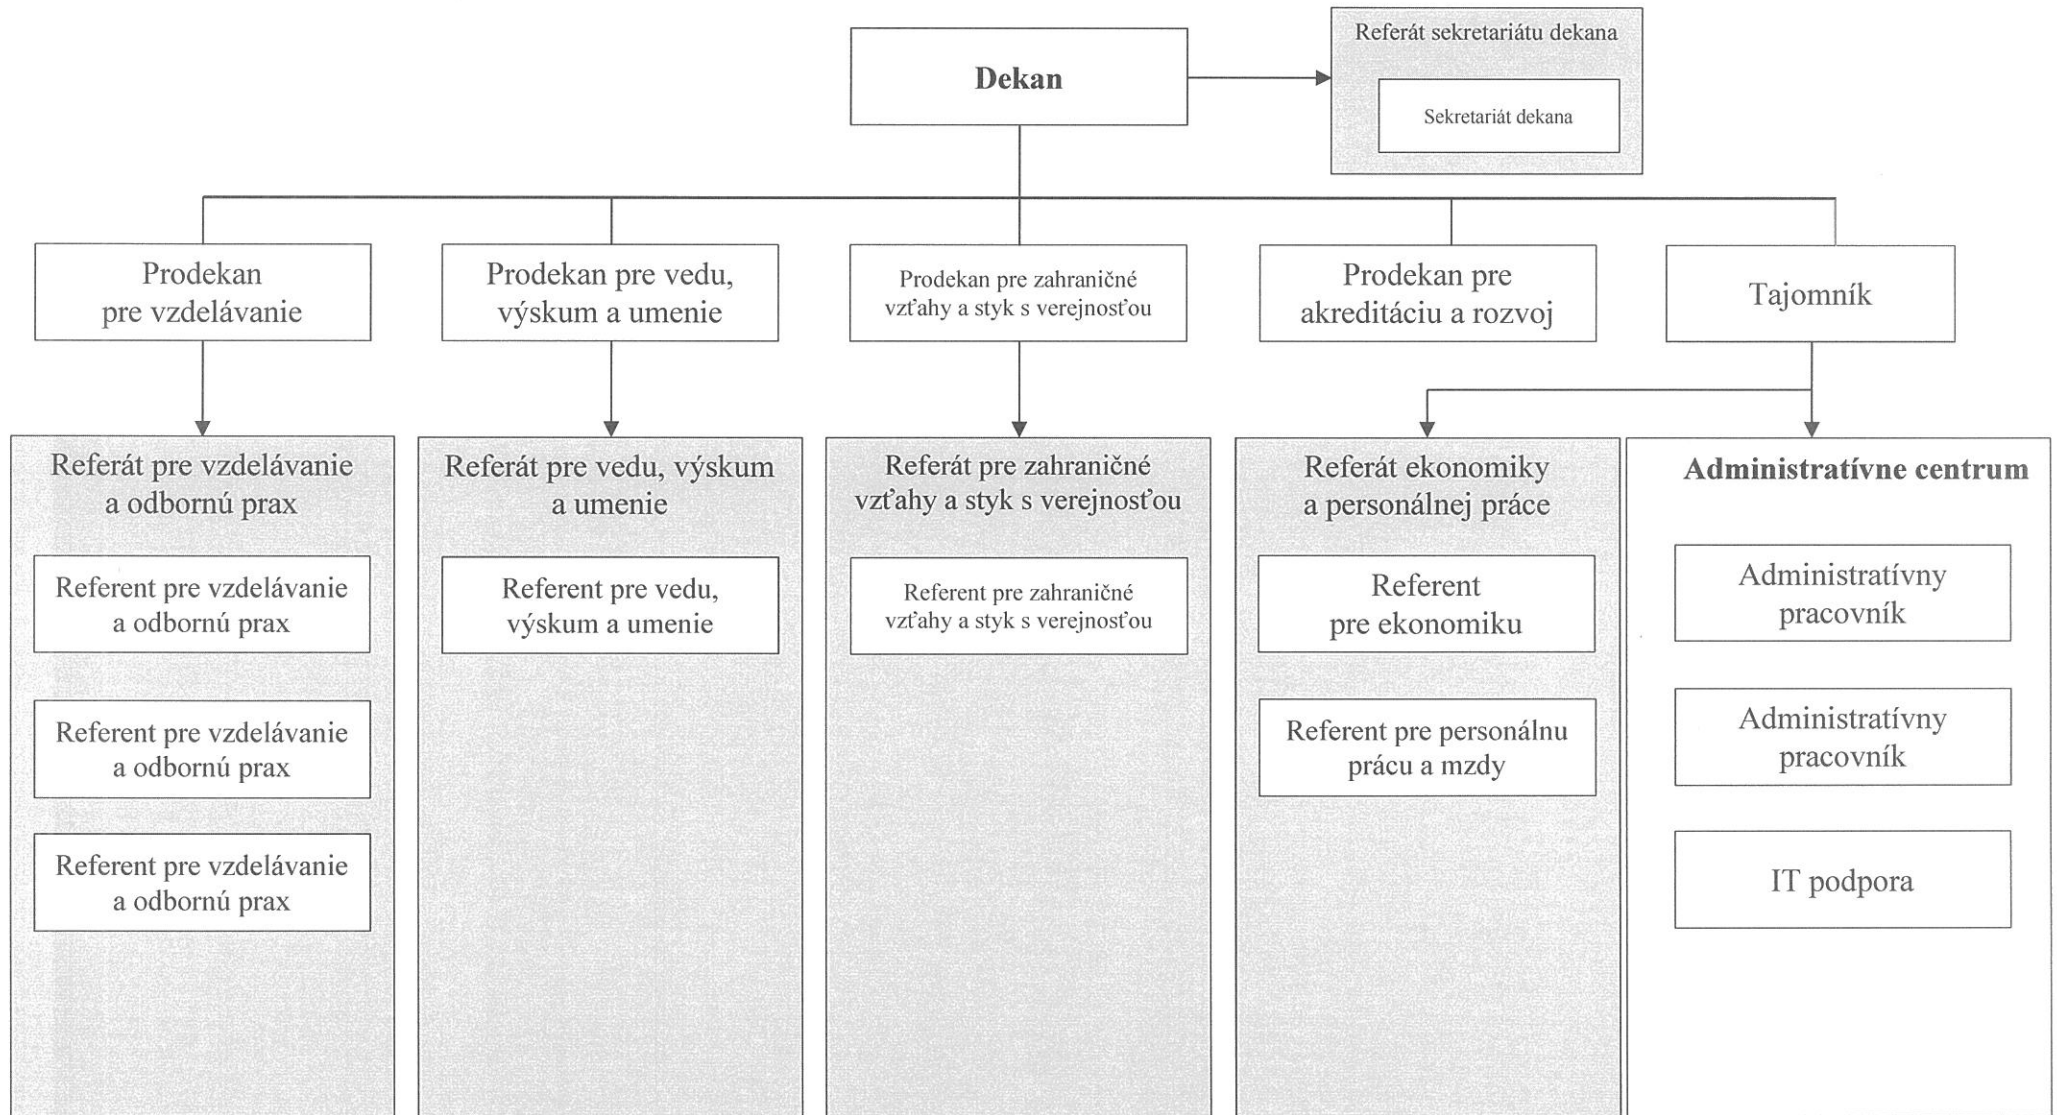 Dekan
Referát sekretariátu dekana
Sekretariát dekana
Prodekan
pre vzdelávanie
Prodekan pre vedu,
výskum a umenie
Prodekan pre zahraničné
vzťahy a styk s verejnosťou
Prodekan pre
akreditáciu a rozvoj
Tajomník
Referát pre vzdelávanie
a odbornú prax
Referent pre vzdelávanie
a odbornú prax
Referent pre vzdelávanie
a odbornú prax
Referent pre vzdelávanie
a odbornú prax
Referát pre vedu, výskum
a umenie
Referent pre vedu,
výskum a umenie
Referát pre zahraničné
vzťahy a styk s verejnosťou
Referent pre zahraničné
vzťahy a styk s verejnosťou
Referát ekonomiky
a personálnej práce
Referent
pre ekonomiku
Referent pre personálnu
prácu a mzdy
Administratívne centrum
Administratívny
pracovník
Administratívny
pracovník
IT podpora